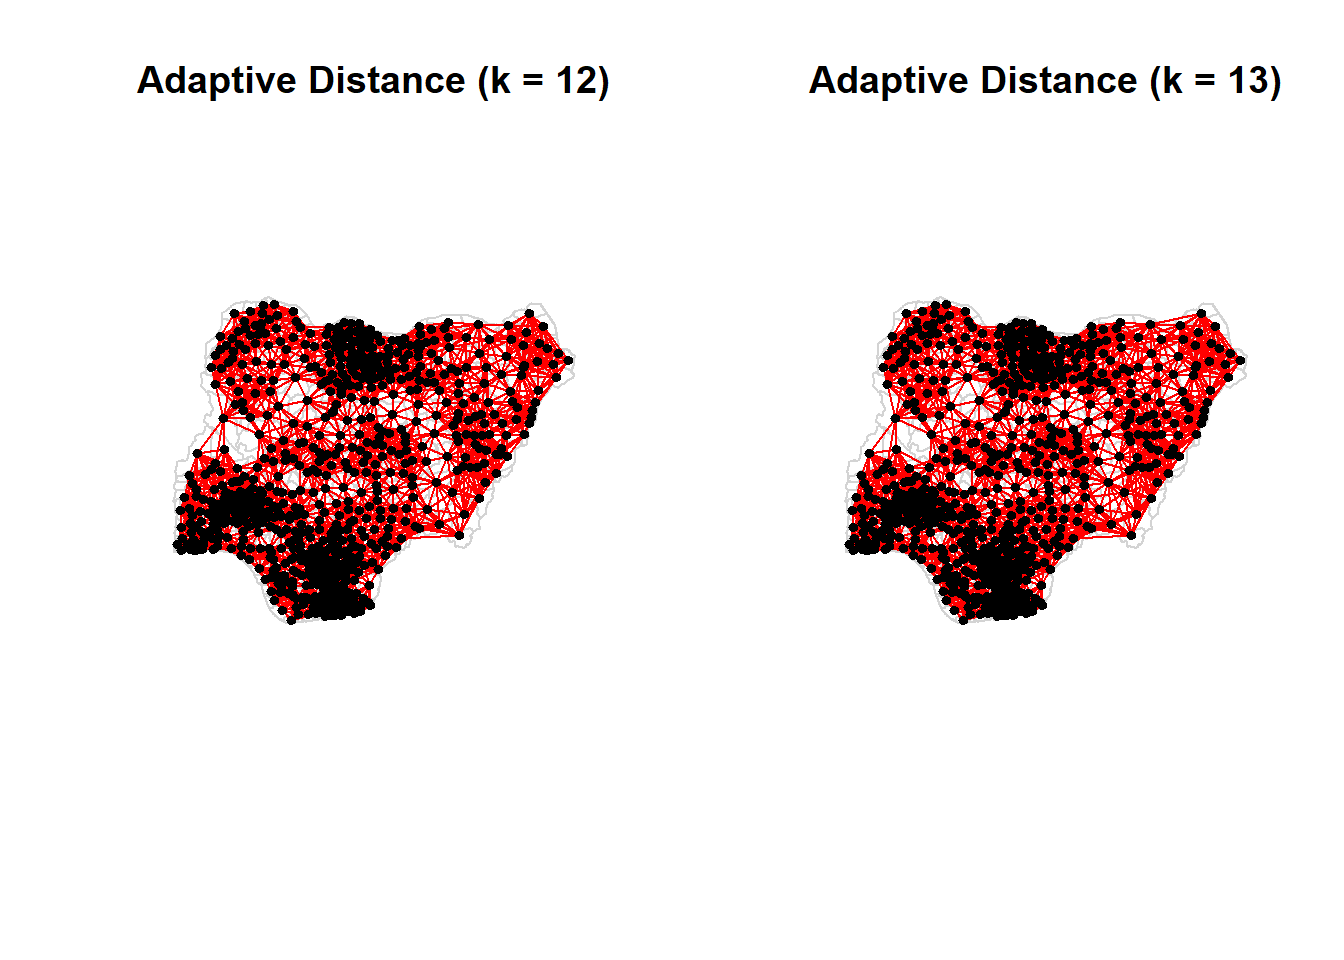 Adaptive Distance (k = 12)
Adaptive Distance (k = 13)